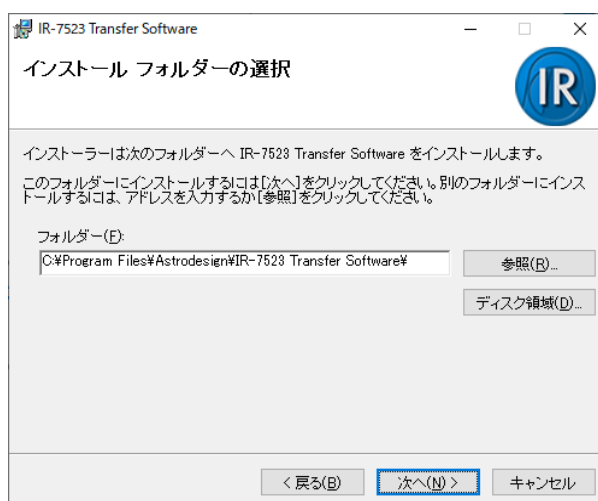 IR-7523 Transfer Software
インストール フォルダーの選択
IR
インストーラーは次のフォルダーへ IR-7523 Transfer Software をインストールします。
このフォルダーにインストールするには[次へ]をクリックしてください。別のフォルダーにインス
トールするには、アドレスを入力するか[参照]をクリックしてください。
フォルダー(F):
C:¥Program Files¥Astrodesign¥IR-7523 Transfer Software¥
参照(R)...
ディスク領域(D)...
< 戻る(B)
次へ(N) >
キャンセル